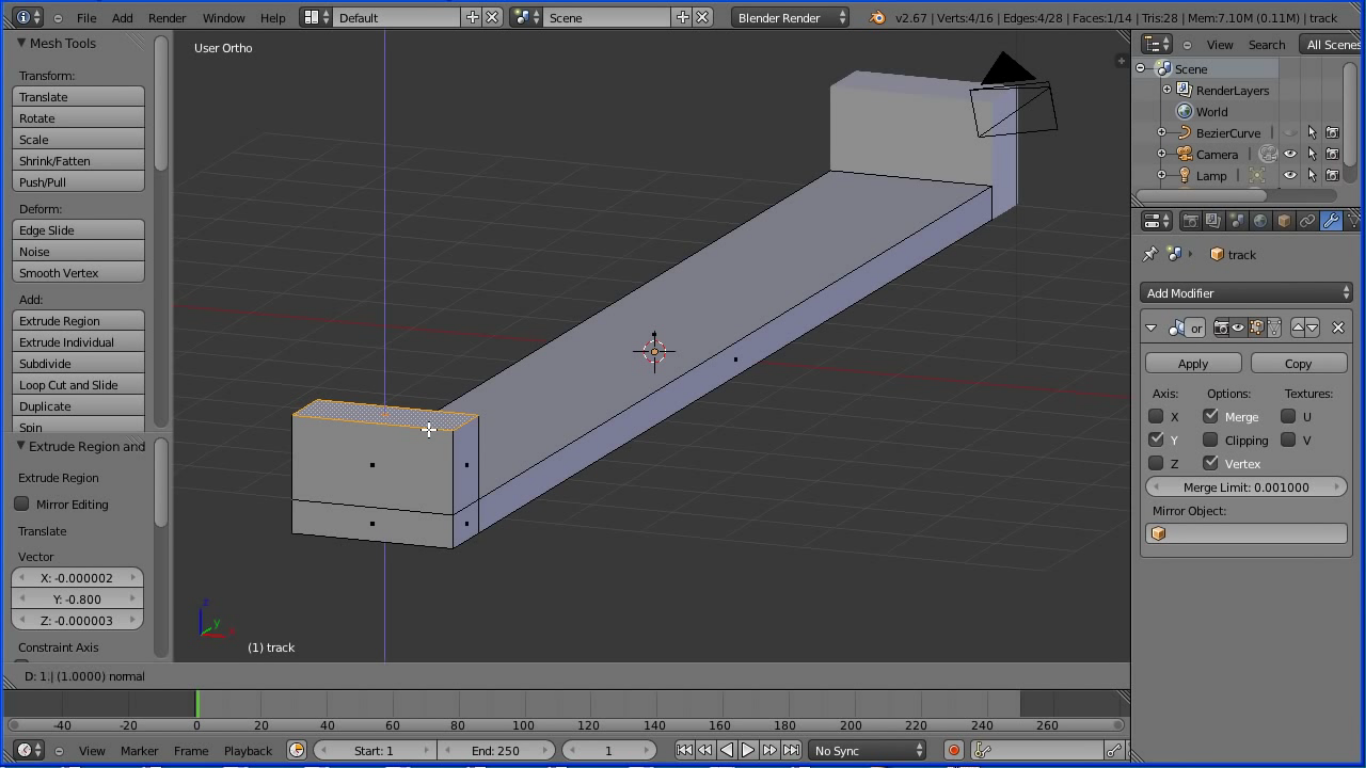 File Add Render Window Help Default Scene Blender Render v2.67 | Verts:4/16 | Edges:4/28 | Faces:1/14 | Tris:28 | Mem:7.10M (0.11M) | track
Mesh Tools
Transform:
Translate
Rotate
Scale
Shrink/Fatten
Push/Pull
Deform:
Edge Slide
Noise
Smooth Vertex
Add:
Extrude Region
Extrude Individual
Subdivide
Loop Cut and Slide
Duplicate
Spin
Extrude Region and
Extrude Region
Mirror Editing
Translate
Vector
X: -0.000002
Y: -0.800
Z: -0.000003
Constraint Axis
User Ortho
z
y
(1) track
D: 1.| (1.0000) normal
View Search All Scenes
Scene
RenderLayers
World
BezierCurve
Camera
Lamp
track
Add Modifier
or
Apply Copy
Axis: Options: Textures:
X Merge U
Y Clipping V
Z Vertex
Merge Limit: 0.001000
Mirror Object:
-40 -20 0 20 40 60 80 100 120 140 160 180 200 220 240 260
View Marker Frame Playback Start: 1 End: 250 1 No Sync